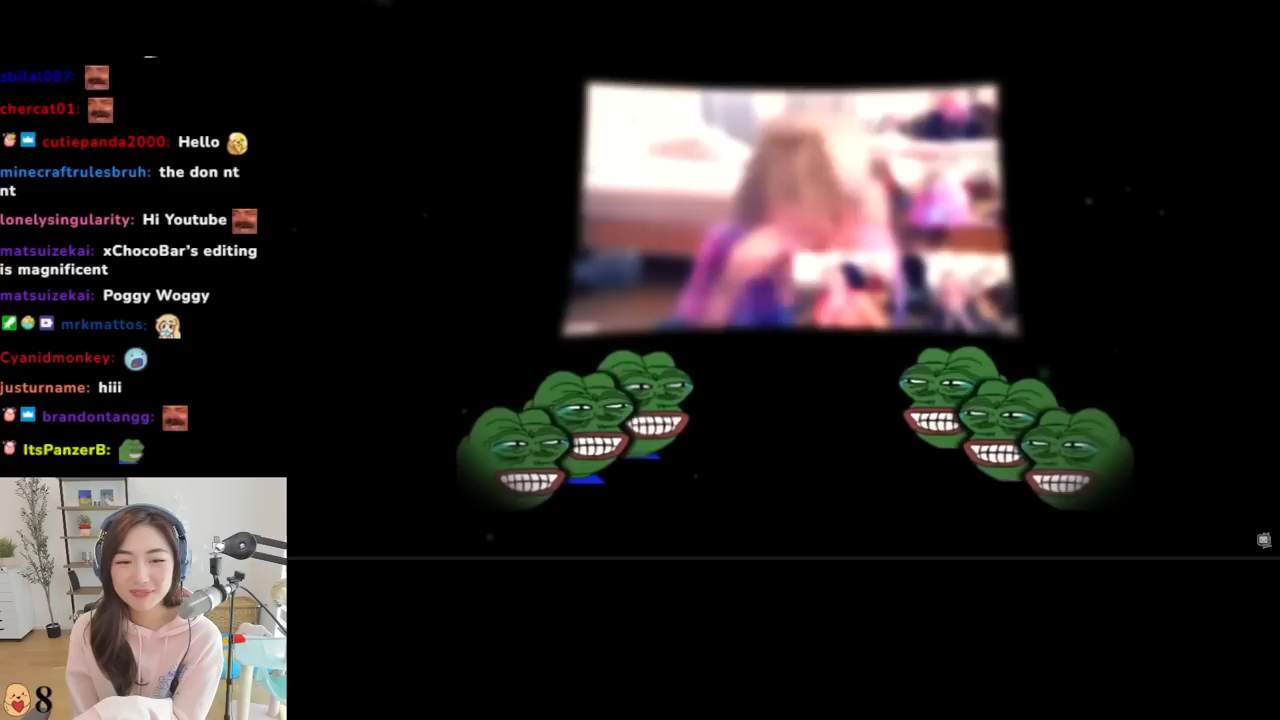 sbilal007:
chercat01:
cutiepanda2000: Hello
minecraftrulesbruh: the don nt
nt
lonelysingularity: Hi Youtube
matsuizekai: xChocoBar's editing
is magnificent
matsuizekai: Poggy Woggy
mrkmattos:
Cyanidmonkey:
justurname: hiii
brandontangg:
ItsPanzerB:
8